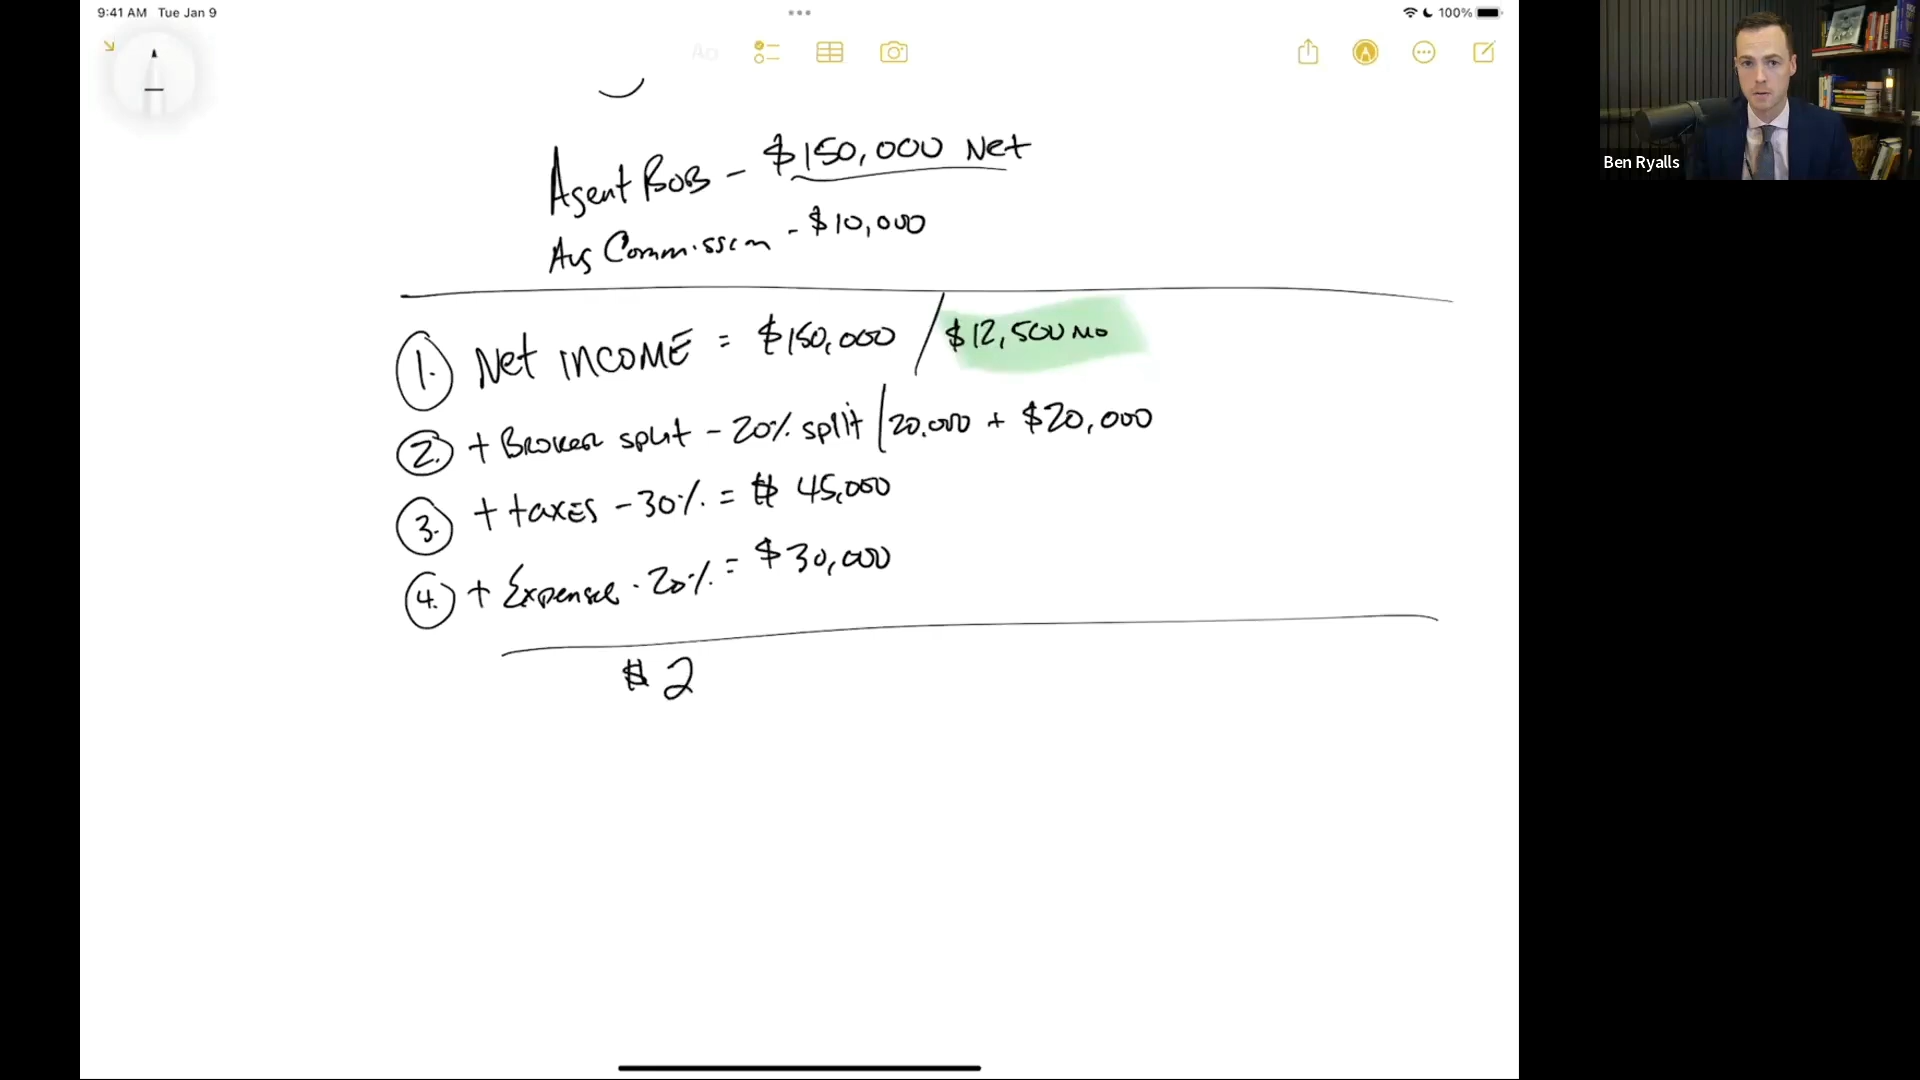 9:41 AM Tue Jan 9
100%
Aa
Agent Bob - $150,000 Net
Avg Commission - $10,000
1. Net INCOME = $150,000 / $12,500 MO
2. + Broker split - 20% split | 20,000 + $20,000
3. + taxes - 30% = $ 45,000
4. + Expenses - 20% = $30,000
$ 2
Ben Ryalls